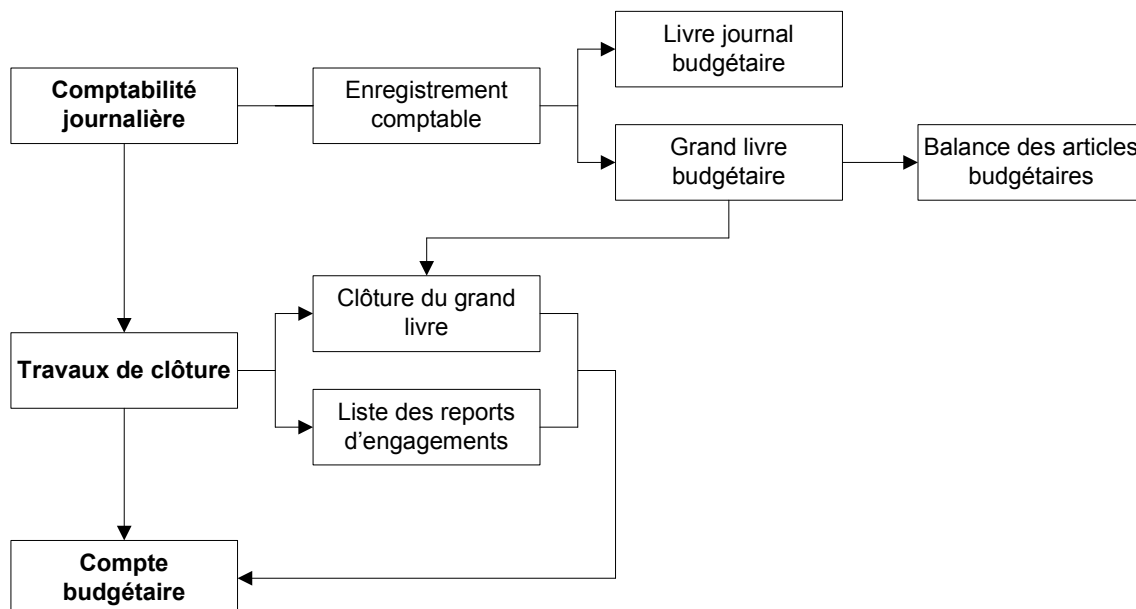 Livre journal
budgétaire
Comptabilité
journalière
Enregistrement
comptable
Grand livre
budgétaire
Balance des articles
budgétaires
Clôture du grand
livre
Travaux de clôture
Liste des reports
d’engagements
Compte
budgétaire